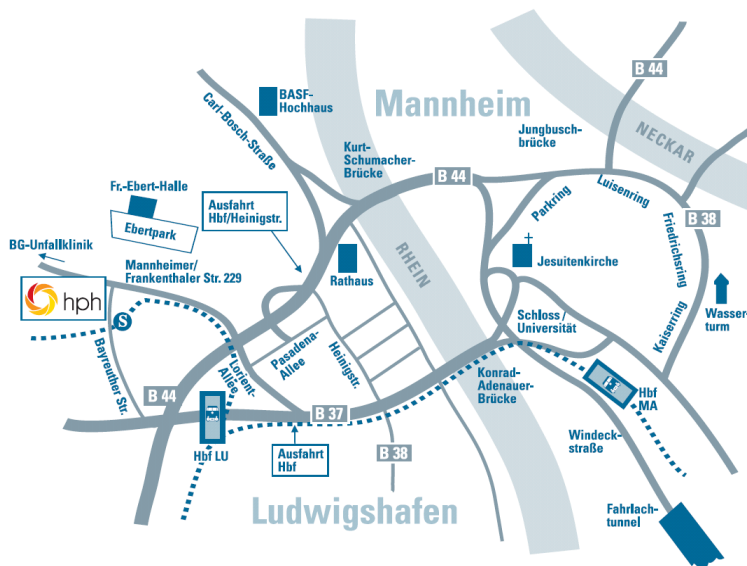 B 44
BASF-
Hochhaus
Mannheim
Carl-Bosch-Straße
Jungbusch-
brücke
NECKAR
Kurt-
Schumacher-
Brücke
Fr.-Ebert-Halle
B 44
Luisenring
Ausfahrt
Hbf/Heinigstr.
Parkring
Ebertpark
B 38
Friedrichsring
BG-Unfallklinik
RHEIN
Jesuitenkirche
Mannheimer/
Frankenthaler Str. 229
Rathaus
hph
Schloss/
Universität
Wasser-
turm
S
Kaiserring
Bayreuther Str.
Pasadena-
Allee
Heinigstr.
Lorient-
Allee
Konrad-
Adenauer-
Brücke
B 44
Hbf
MA
B 37
Windeck-
straße
Hbf LU
Ausfahrt
Hbf
B 38
Ludwigshafen
Fahrlach-
tunnel